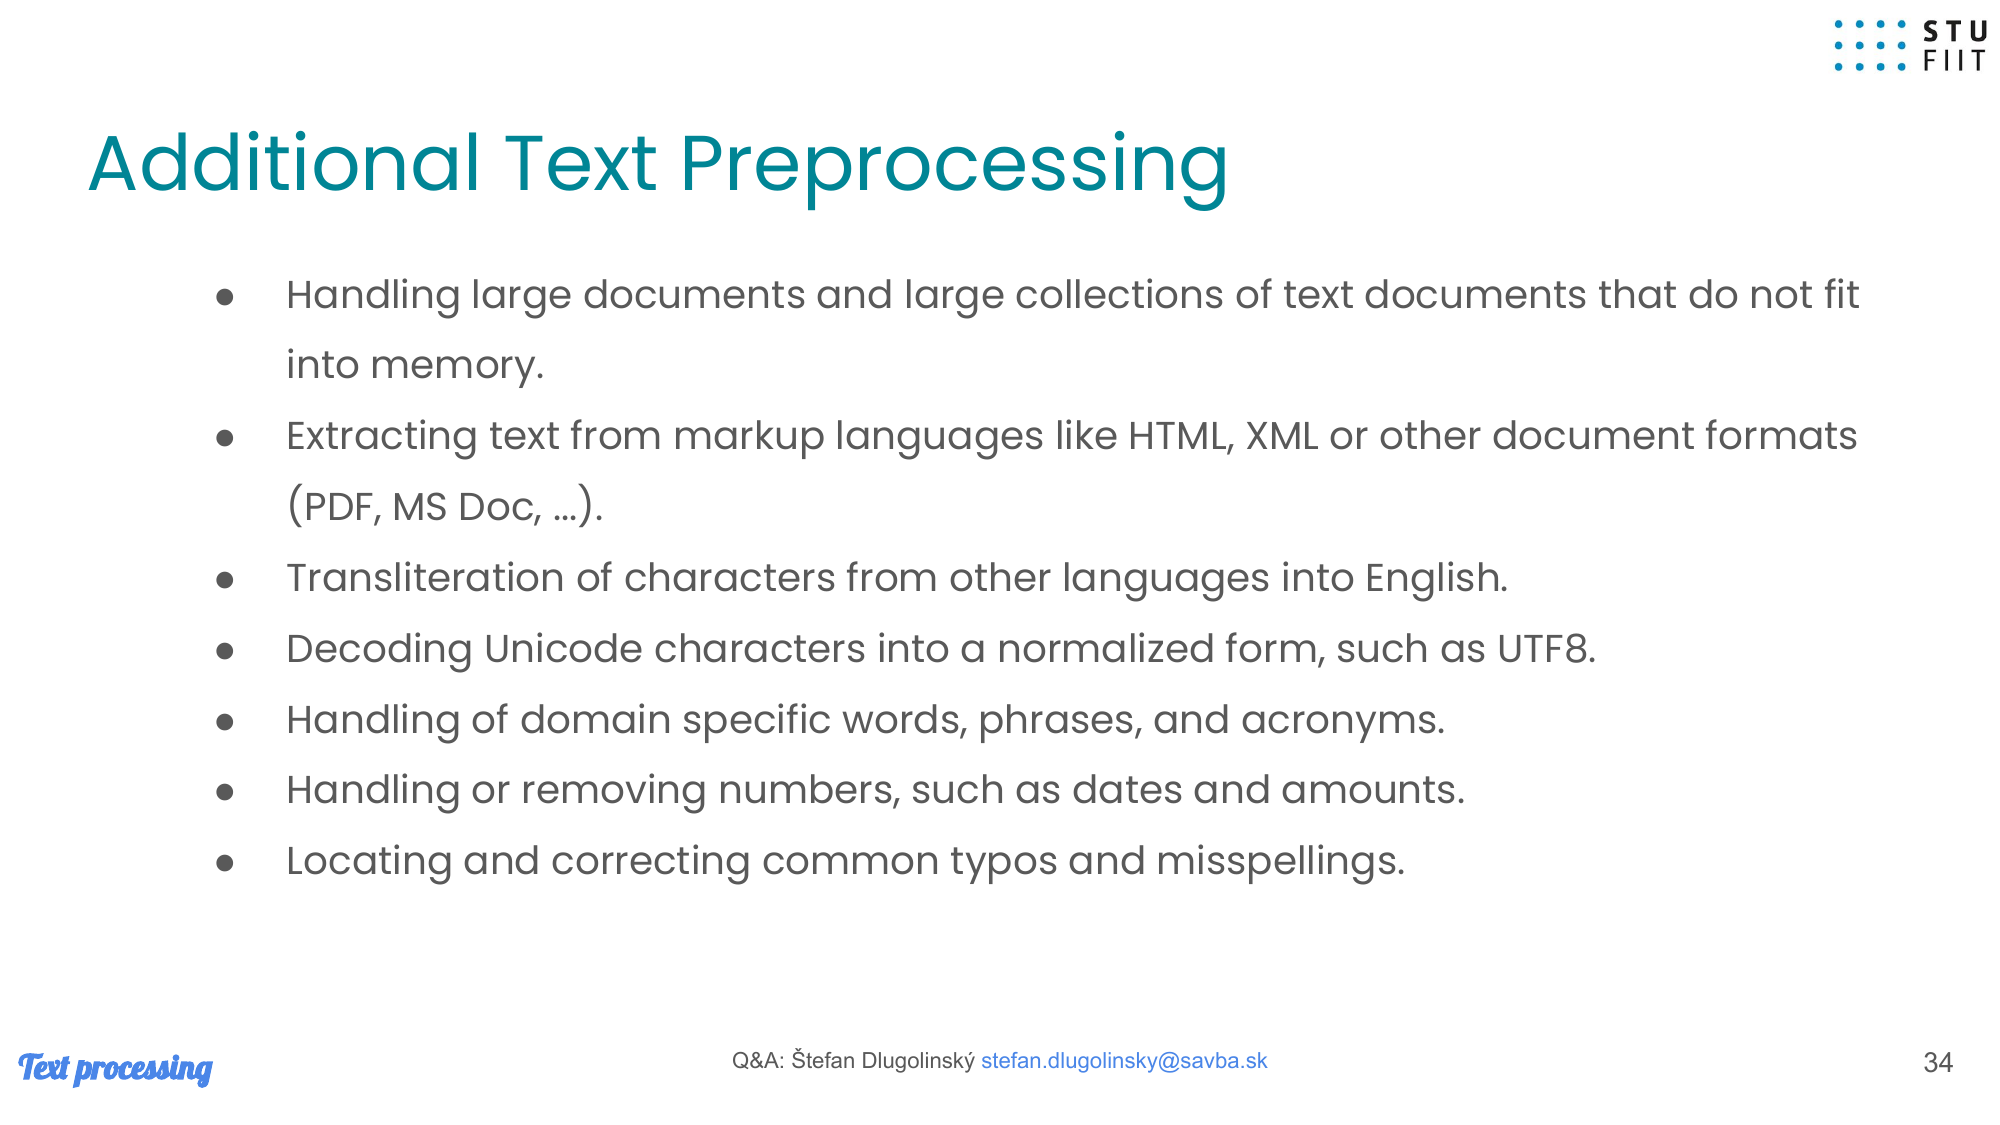 STU
FIIT
Additional Text Preprocessing
● Handling large documents and large collections of text documents that do not fit
into memory.
● Extracting text from markup languages like HTML, XML or other document formats
(PDF, MS Doc, ...).
● Transliteration of characters from other languages into English.
● Decoding Unicode characters into a normalized form, such as UTF8.
● Handling of domain specific words, phrases, and acronyms.
● Handling or removing numbers, such as dates and amounts.
● Locating and correcting common typos and misspellings.
Text processing
Q&A: Štefan Dlugolinský stefan.dlugolinsky@savba.sk
34